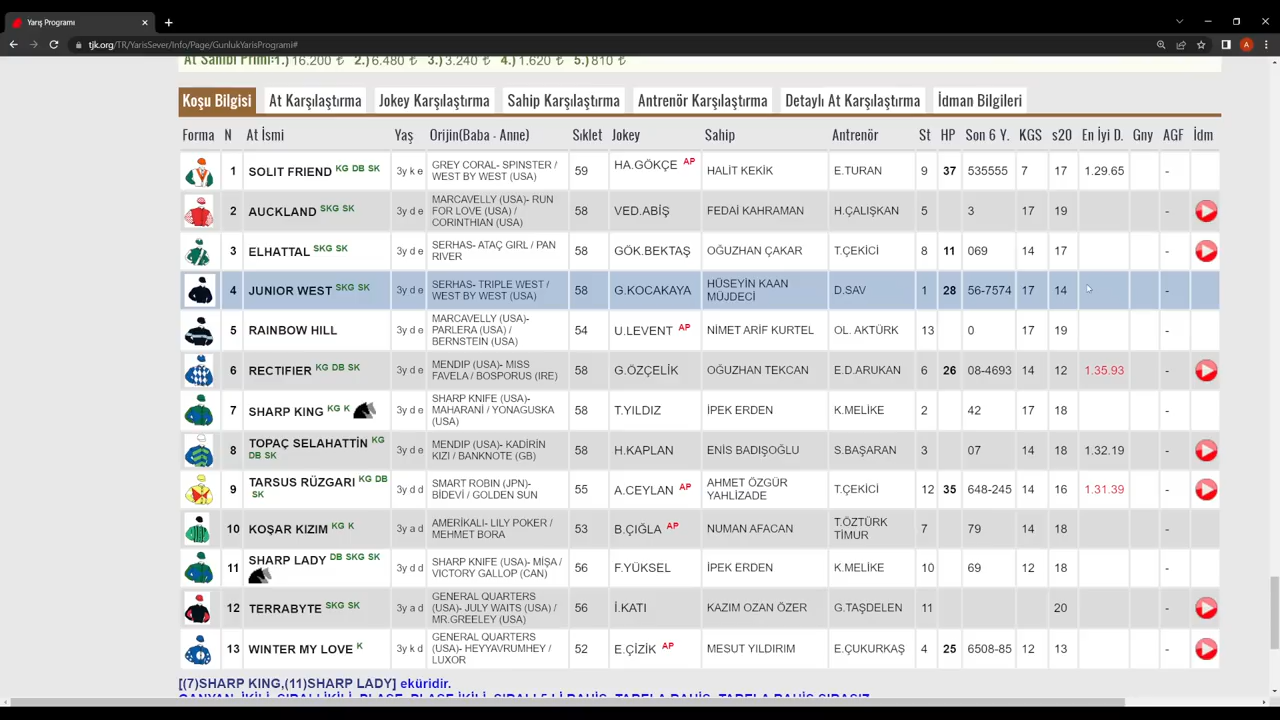 Yarış Programı
tjk.org/TR/YarisSever/Info/Page/GunlukYarisProgrami#
A
At Sahibi Primi:1.) 16.200 ₺ 2.) 6.480 ₺ 3.) 3.240 ₺ 4.) 1.620 ₺ 5.) 810 ₺
Koşu Bilgisi At Karşılaştırma Jokey Karşılaştırma Sahip Karşılaştırma Antrenör Karşılaştırma Detaylı At Karşılaştırma İdman Bilgileri
Forma N At İsmi Yaş Orijin(Baba - Anne) Sıklet Jokey Sahip Antrenör St HP Son 6 Y. KGS s20 En İyi D. Gny AGF İdm
1 SOLIT FRIEND KG DB SK 3y k e GREY CORAL- SPINSTER / WEST BY WEST (USA) 59 HA.GÖKÇE AP HALİT KEKİK E.TURAN 9 37 535555 7 17 1.29.65 -
2 AUCKLAND SKG SK 3y d e MARCAVELLY (USA)- RUN FOR LOVE (USA) / CORINTHIAN (USA) 58 VED.ABİŞ FEDAİ KAHRAMAN H.ÇALIŞKAN 5 3 17 19 -
3 ELHATTAL SKG SK 3y d e SERHAS- ATAÇ GIRL / PAN RIVER 58 GÖK.BEKTAŞ OĞUZHAN ÇAKAR T.ÇEKİCİ 8 11 069 14 17 -
4 JUNIOR WEST SKG SK 3y d e SERHAS- TRIPLE WEST / WEST BY WEST (USA) 58 G.KOCAKAYA HÜSEYİN KAAN MÜJDECİ D.SAV 1 28 56-7574 17 14 -
5 RAINBOW HILL 3y d e MARCAVELLY (USA)- PARLERA (USA) / BERNSTEIN (USA) 54 U.LEVENT AP NİMET ARİF KURTEL OL. AKTÜRK 13 0 17 19 -
6 RECTIFIER KG DB SK 3y d e MENDIP (USA)- MISS FAVELA / BOSPORUS (IRE) 58 G.ÖZÇELİK OĞUZHAN TEKCAN E.D.ARUKAN 6 26 08-4693 14 12 1.35.93 -
7 SHARP KING KG K 3y d e SHARP KNIFE (USA)- MAHARANİ / YONAGUSKA (USA) 58 T.YILDIZ İPEK ERDEN K.MELİKE 2 42 17 18 -
8 TOPAÇ SELAHATTİN KG DB SK 3y d e MENDIP (USA)- KADİRİN KIZI / BANKNOTE (GB) 58 H.KAPLAN ENİS BADIŞOĞLU S.BAŞARAN 3 07 14 18 1.32.19 -
9 TARSUS RÜZGARI KG DB SK 3y d d SMART ROBIN (JPN)- BİDEVİ / GOLDEN SUN 55 A.CEYLAN AP AHMET ÖZGÜR YAHLİZADE T.ÇEKİCİ 12 35 648-245 14 16 1.31.39 -
10 KOŞAR KIZIM KG K 3y a d AMERİKALI- LILY POKER / MEHMET BORA 53 B.ÇIĞLA AP NUMAN AFACAN T.ÖZTÜRK TİMUR 7 79 14 18 -
11 SHARP LADY DB SKG SK 3y d d SHARP KNIFE (USA)- MİŞA / VICTORY GALLOP (CAN) 56 F.YÜKSEL İPEK ERDEN K.MELİKE 10 69 12 18 -
12 TERRABYTE SKG SK 3y a d GENERAL QUARTERS (USA)- JULY WAITS (USA) / MR.GREELEY (USA) 56 İ.KATI KAZIM OZAN ÖZER G.TAŞDELEN 11 20 -
13 WINTER MY LOVE K 3y k d GENERAL QUARTERS (USA)- HEYYAVRUMHEY / LUXOR 52 E.ÇİZİK AP MESUT YILDIRIM E.ÇUKURKAŞ 4 25 6508-85 12 13 -
[(7)SHARP KING,(11)SHARP LADY] eküridir.
GANYAN, İKİLİ, SIRALI İKİLİ, PLASE, PLASE İKİLİ, SIRALI 5 Lİ BAHİS, TABELA BAHİS, TABELA BAHİS SIRASIZ